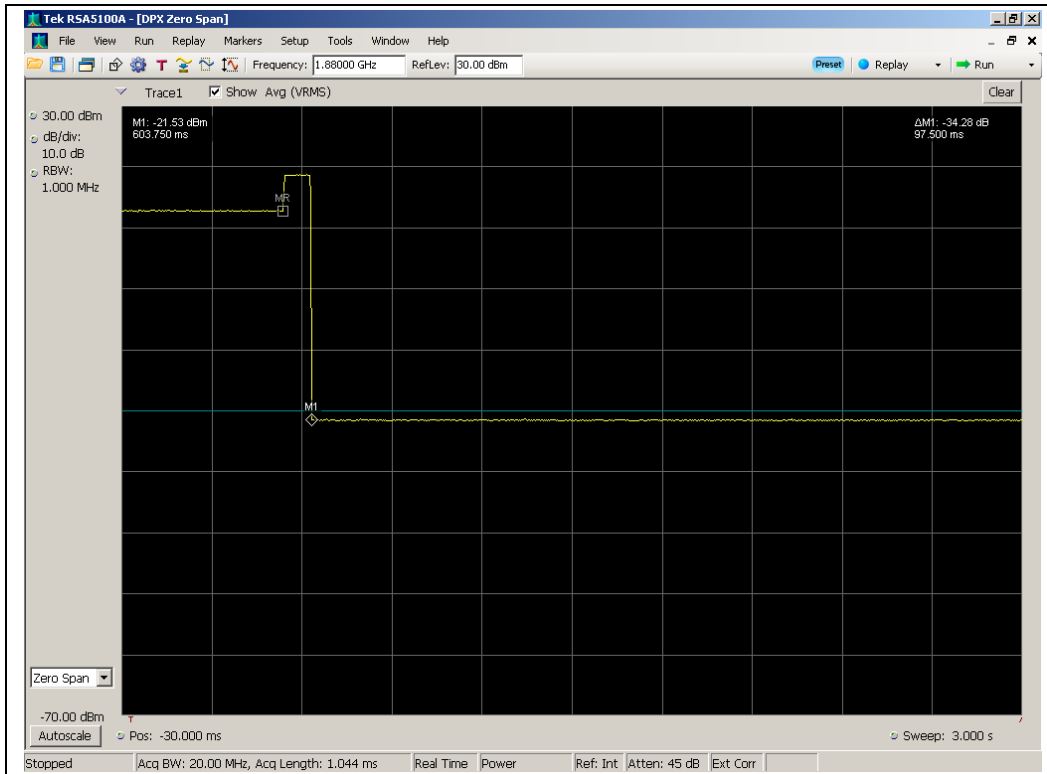 Tek RSA5100A - [DPX Zero Span]
File View Run Replay Markers Setup Tools Window Help
T Frequency: 1.88000 GHz RefLev: 30.00 dBm Preset Replay Run
Trace1 Show Avg (VRMS) Clear
30.00 dBm
dB/div:
10.0 dB
RBW:
1.000 MHz
M1: -21.53 dBm
603.750 ms
ΔM1: -34.28 dB
97.500 ms
MR
M1
Zero Span
-70.00 dBm
T
Autoscale Pos: -30.000 ms Sweep: 3.000 s
Stopped Acq BW: 20.00 MHz, Acq Length: 1.044 ms Real Time Power Ref: Int Atten: 45 dB Ext Corr